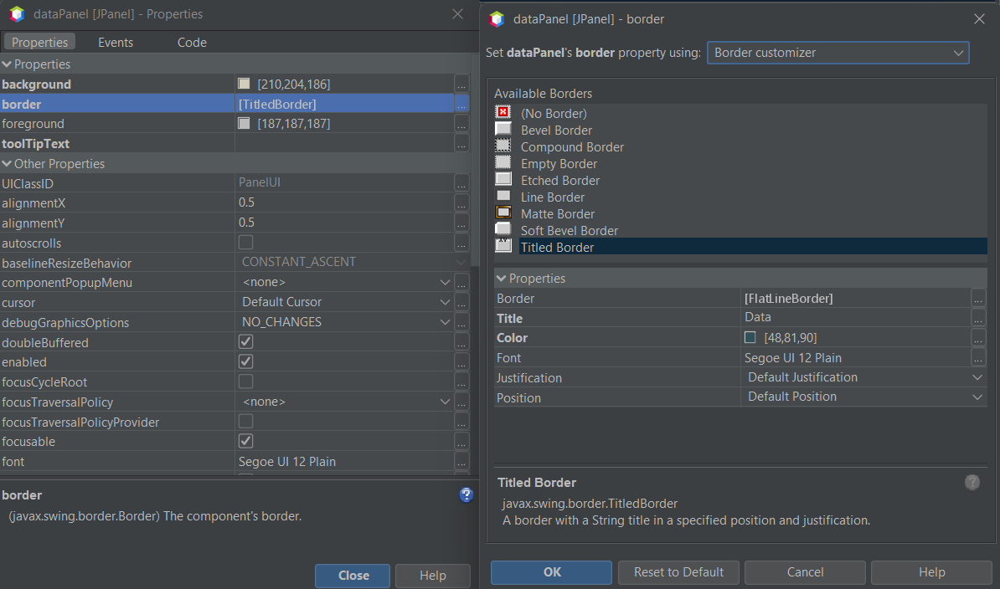 dataPanel [JPanel] - Properties
Properties Events Code
Properties
background [210,204,186] ...
border [TitledBorder] ...
foreground [187,187,187] ...
toolTipText ...
Other Properties
UIClassID PanelUI ...
alignmentX 0.5 ...
alignmentY 0.5 ...
autoscrolls ...
baselineResizeBehavior CONSTANT_ASCENT
componentPopupMenu <none> ...
cursor Default Cursor ...
debugGraphicsOptions NO_CHANGES ...
doubleBuffered ...
enabled ...
focusCycleRoot ...
focusTraversalPolicy <none> ...
focusTraversalPolicyProvider ...
focusable ...
font Segoe UI 12 Plain ...
border ?
(javax.swing.border.Border) The component's border.
Close Help
dataPanel [JPanel] - border
Set dataPanel's border property using: Border customizer
Available Borders
(No Border)
Bevel Border
Compound Border
Empty Border
Etched Border
Line Border
Matte Border
Soft Bevel Border
XY Titled Border
Properties
Border [FlatLineBorder] ...
Title Data ...
Color [48,81,90] ...
Font Segoe UI 12 Plain ...
Justification Default Justification
Position Default Position
Titled Border ?
javax.swing.border.TitledBorder
A border with a String title in a specified position and justification.
OK Reset to Default Cancel Help